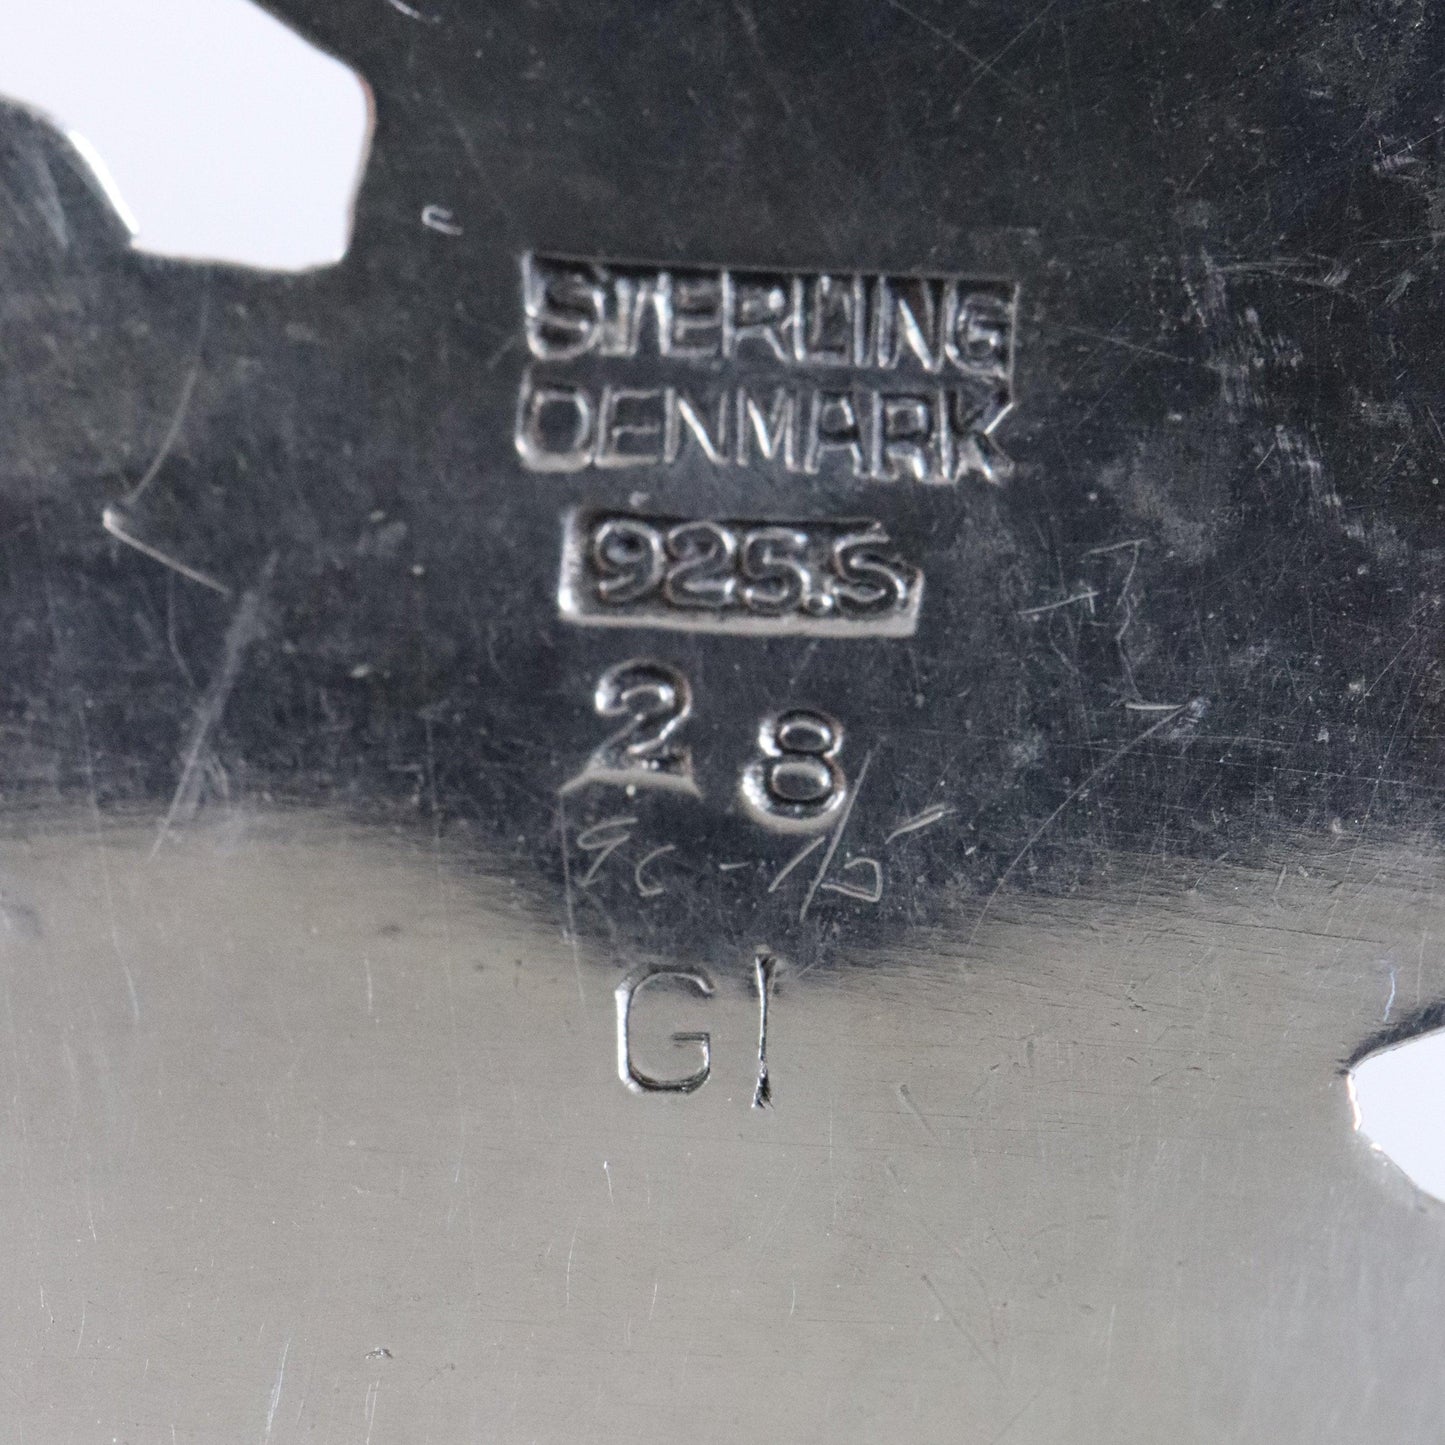 STERLING
DENMARK
925.S
28
GI